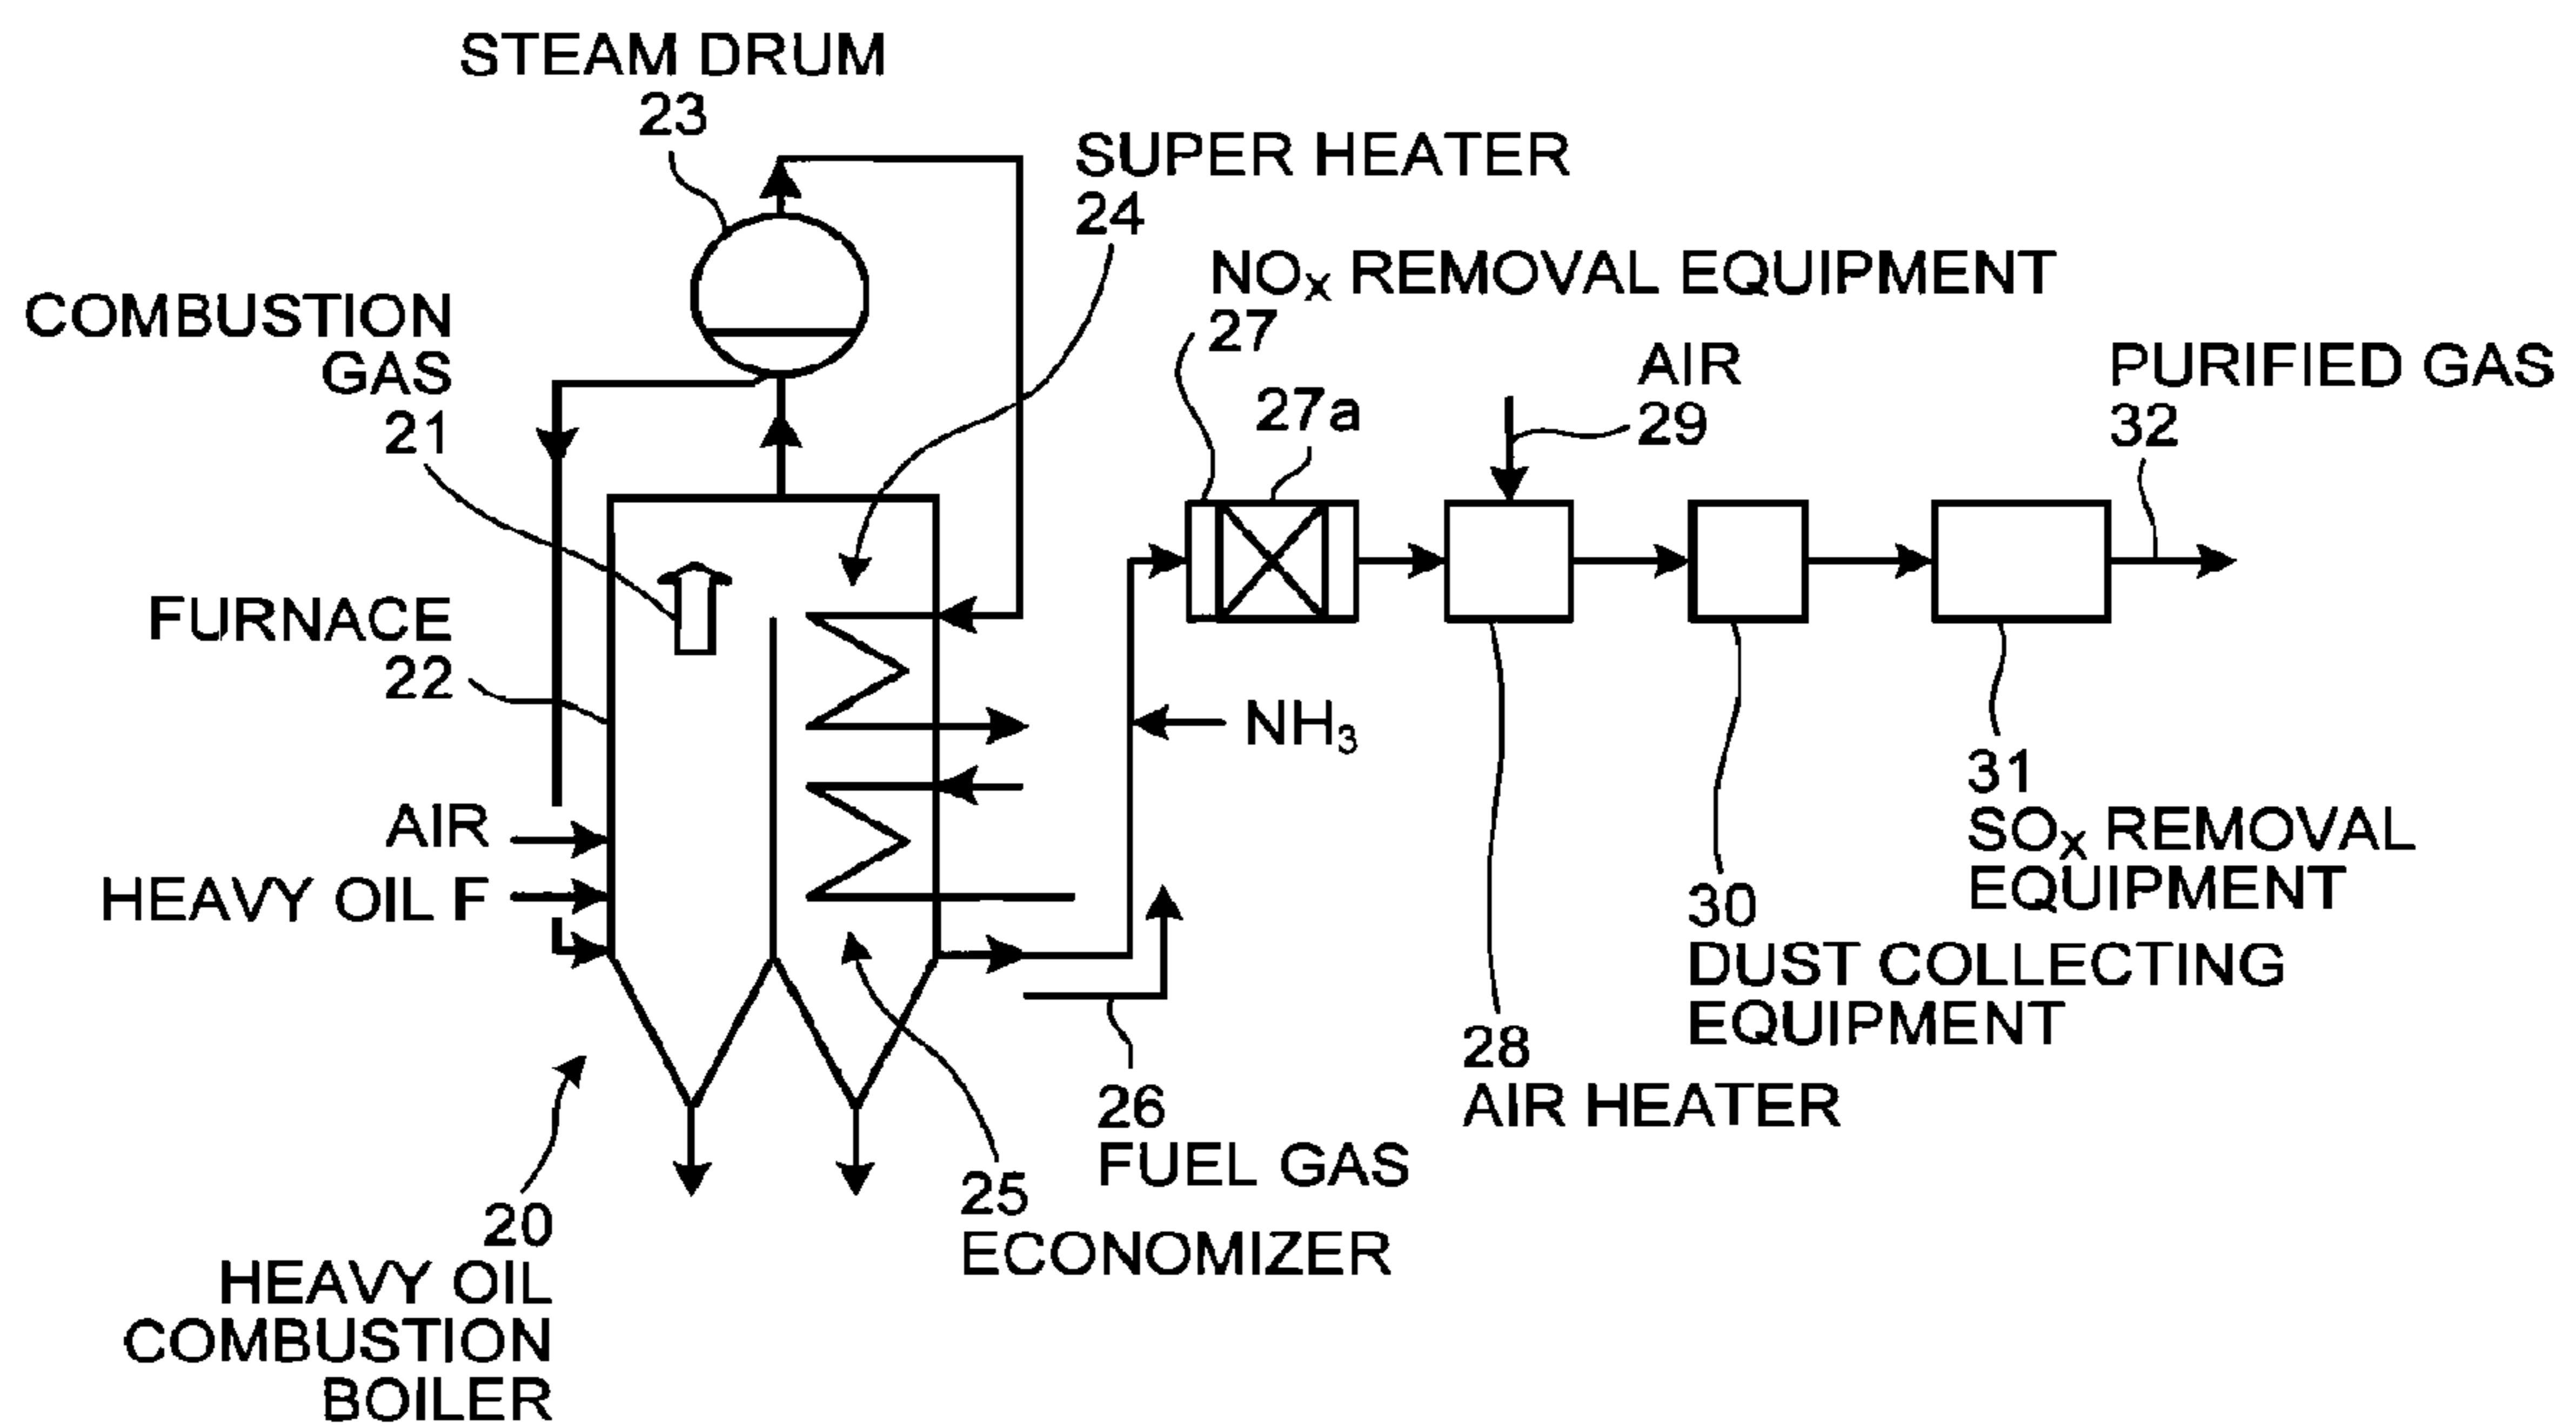 STEAM DRUM
23
SUPER HEATER
24
NOX REMOVAL EQUIPMENT
27
COMBUSTION
GAS
21
27a
AIR
29
PURIFIED GAS
32
FURNACE
22
NH3
AIR
HEAVY OIL F
31
SOX REMOVAL
EQUIPMENT
30
DUST COLLECTING
EQUIPMENT
28
AIR HEATER
26
FUEL GAS
25
ECONOMIZER
20
HEAVY OIL
COMBUSTION
BOILER